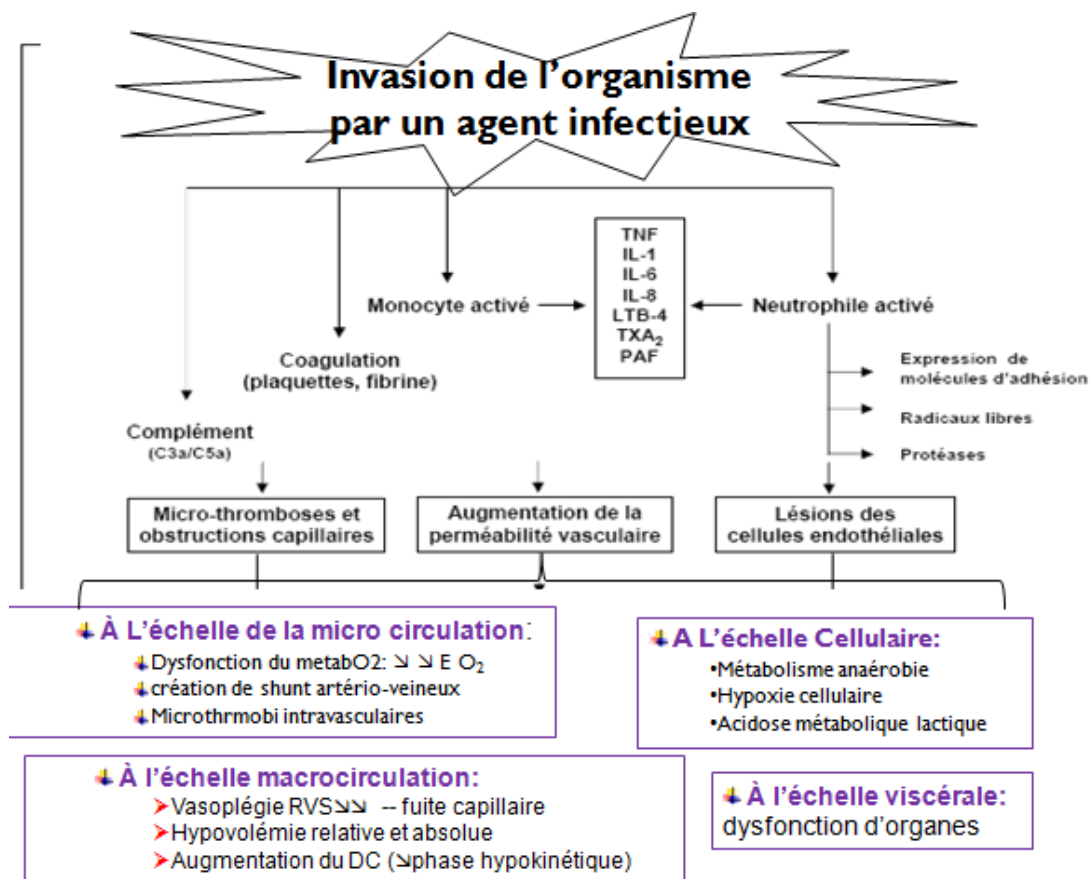 Invasion de l'organisme
par un agent infectieux
TNF
IL-1
IL-6
IL-8
LTB-4
TXA₂
PAF
Monocyte activé
Neutrophile activé
Coagulation
(plaquettes, fibrine)
Expression de
molécules d'adhésion
Radicaux libres
Protéases
Complément
(C3a/C5a)
Micro-thromboses et
obstructions capillaires
Augmentation de la
perméabilité vasculaire
Lésions des
cellules endothéliales
À L'échelle de la micro circulation:
Dysfonction du metabO2: ↘ ↘ E O₂
création de shunt artério-veineux
Microthrmobi intravasculaires
A L'échelle Cellulaire:
•Métabolisme anaérobie
•Hypoxie cellulaire
•Acidose métabolique lactique
À l'échelle macrocirculation:
➤Vasoplégie RVS↘↘ -- fuite capillaire
➤Hypovolémie relative et absolue
➤Augmentation du DC (↘phase hypokinétique)
À l'échelle viscérale:
dysfonction d'organes